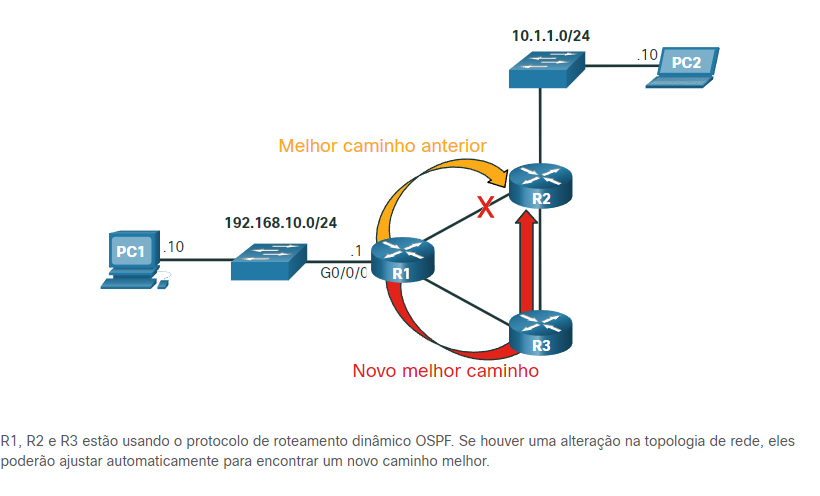 10.1.1.0/24
.10
PC2
Melhor caminho anterior
R2
X
192.168.10.0/24
PC1
.10
.1
G0/0/0
R1
R3
Novo melhor caminho
R1, R2 e R3 estão usando o protocolo de roteamento dinâmico OSPF. Se houver uma alteração na topologia de rede, eles
poderão ajustar automaticamente para encontrar um novo caminho melhor.